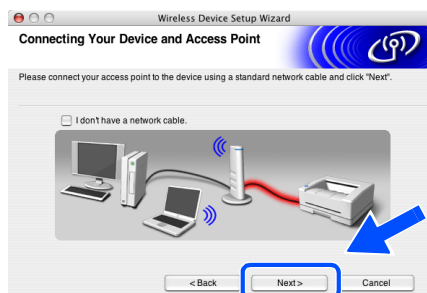 Wireless Device Setup Wizard
Connecting Your Device and Access Point
Please connect your access point to the device using a standard network cable and click "Next".
I don't have a network cable.
< Back
Next >
Cancel